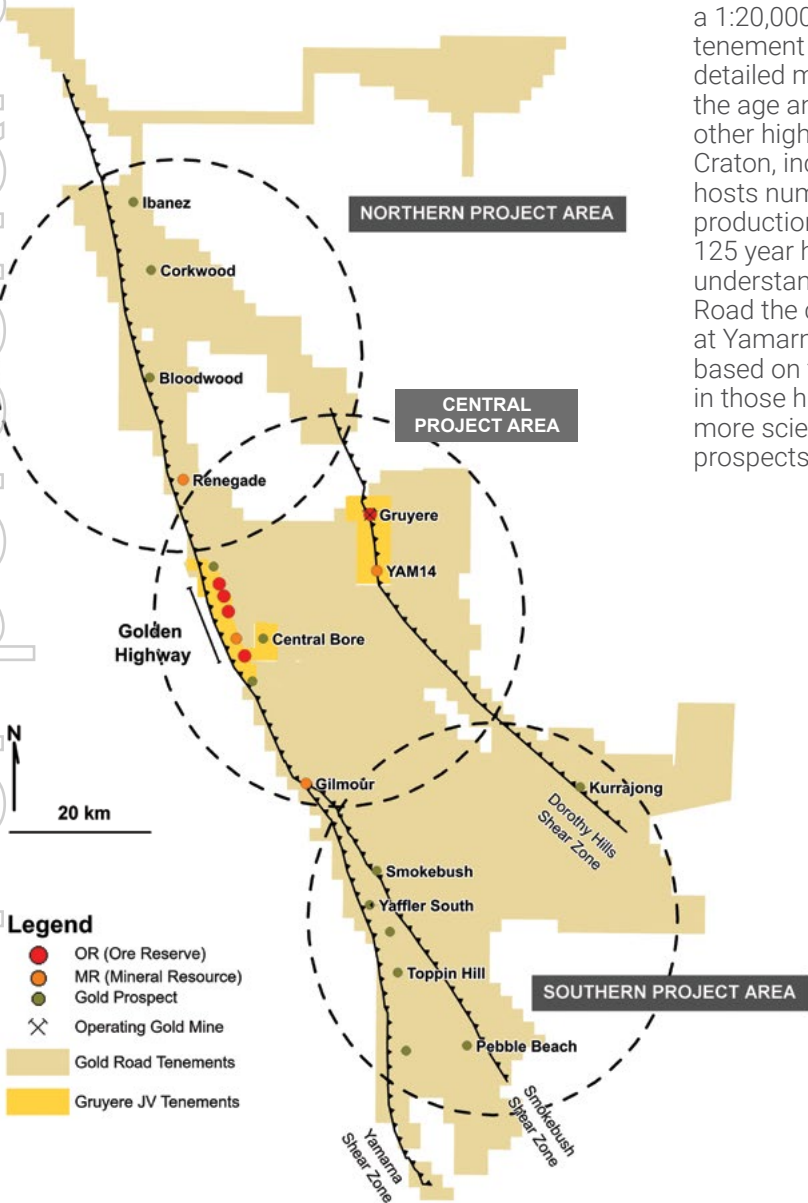 a 1:20,000
tenement
detailed m
the age an
other high
Craton, inc
hosts num
production
125 year h
understan
Road the o
at Yamarn
based on
in those h
more scie
prospects
Ibanez
NORTHERN PROJECT AREA
Corkwood
Bloodwood
CENTRAL
PROJECT AREA
Renegade
Gruyere
YAM14
Golden
Highway
Central Bore
N
Gilmour
Kurrajong
20 km
Dorothy Hills
Shear Zone
Smokebush
Yaffler South
Legend
OR (Ore Reserve)
MR (Mineral Resource)
Gold Prospect
Operating Gold Mine
Gold Road Tenements
Gruyere JV Tenements
Toppin Hill
SOUTHERN PROJECT AREA
Pebble Beach
Smokebush
Shear Zone
Yamarna
Shear Zone